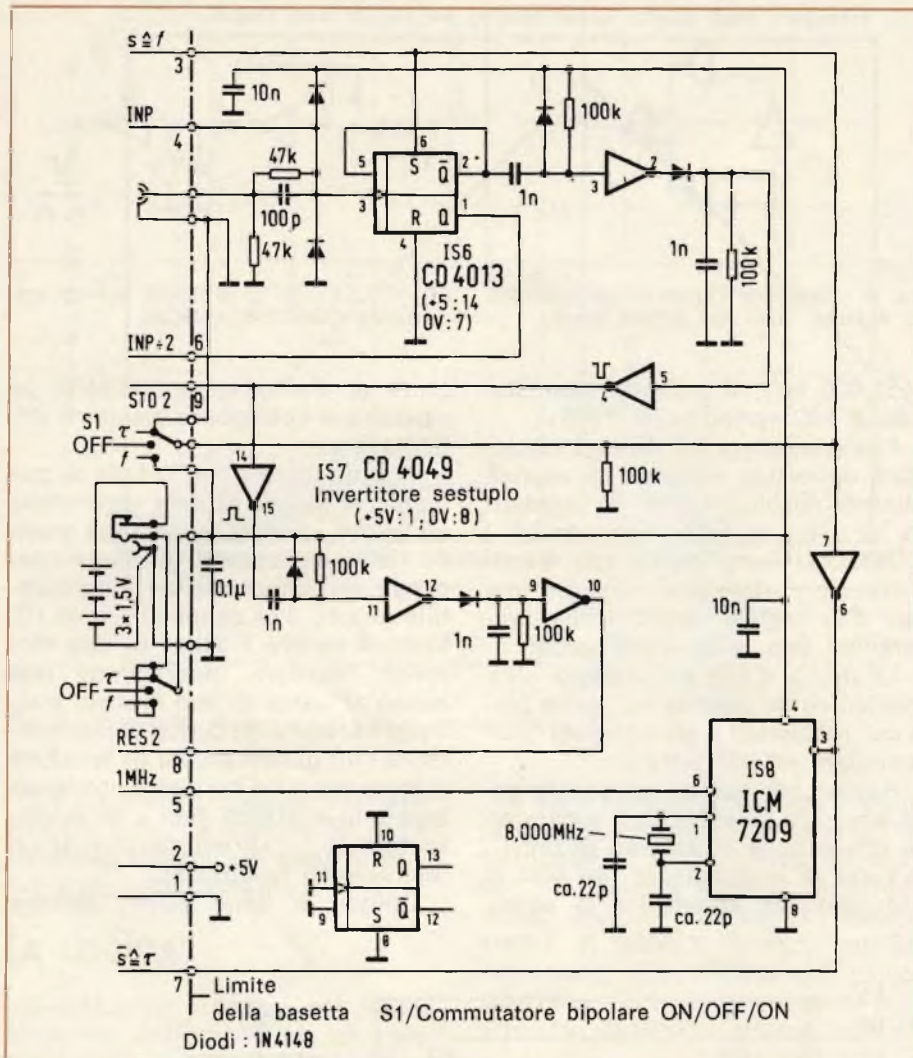 s≙f
3
10n
INP
4
100k
47k
5
S
6
Q̄
2
1n
3
2
3
100p
R
Q
1
4
IS6
47k
CD 4013
(+5:14
0V:7)
1n
100k
INP÷2
6
STO 2
9
4
5
S1
τ
OFF
f
14
IS7 CD 4049
Invertitore sestuplo
(+5V:1, 0V:8)
100k
15
7
6
3×1,5V
0,1μ
100k
1n
11
12
9
10
1n
100k
10n
τ
OFF
f
4
3
RES 2
8
1MHz
5
6
IS8
ICM
7209
1
8,000MHz
2
8
ca.22p
ca.22p
10
R
Q
13
11
9
S
Q̄
12
8
2
+5V
1
s̄≙τ
7
Limite
della basetta S1/Commutatore bipolare ON/OFF/ON
Diodi : 1N4148